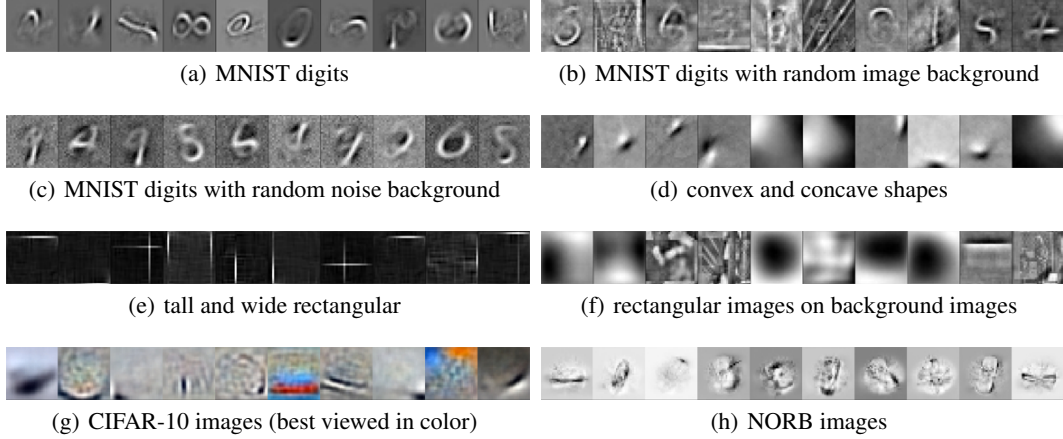 (a) MNIST digits
(b) MNIST digits with random image background
(c) MNIST digits with random noise background
(d) convex and concave shapes
(e) tall and wide rectangular
(f) rectangular images on background images
(g) CIFAR-10 images (best viewed in color)
(h) NORB images